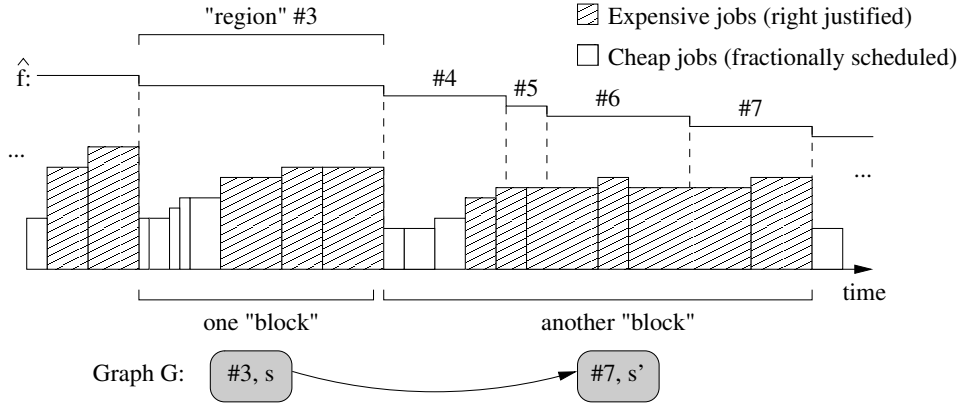 "region" #3
Expensive jobs (right justified)
Cheap jobs (fractionally scheduled)
f̂:
#4
#5
#6
#7
...
...
time
one "block"
another "block"
Graph G:
#3, s
#7, s'